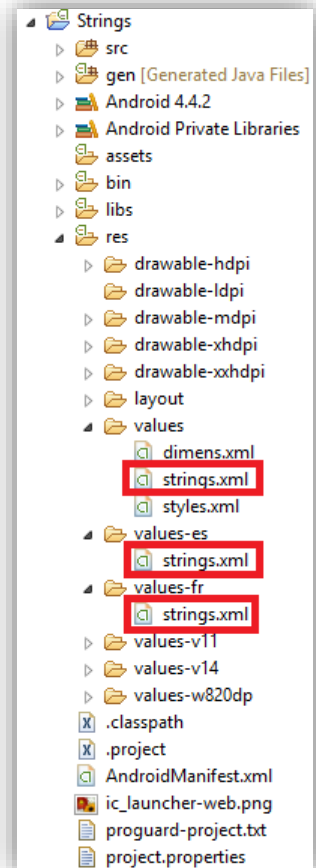 Strings
src
gen [Generated Java Files]
Android 4.4.2
Android Private Libraries
assets
bin
libs
res
drawable-hdpi
drawable-ldpi
drawable-mdpi
drawable-xhdpi
drawable-xxhdpi
layout
values
dimens.xml
strings.xml
styles.xml
values-es
strings.xml
values-fr
strings.xml
values-v11
values-v14
values-w820dp
.classpath
.project
AndroidManifest.xml
ic_launcher-web.png
proguard-project.txt
project.properties